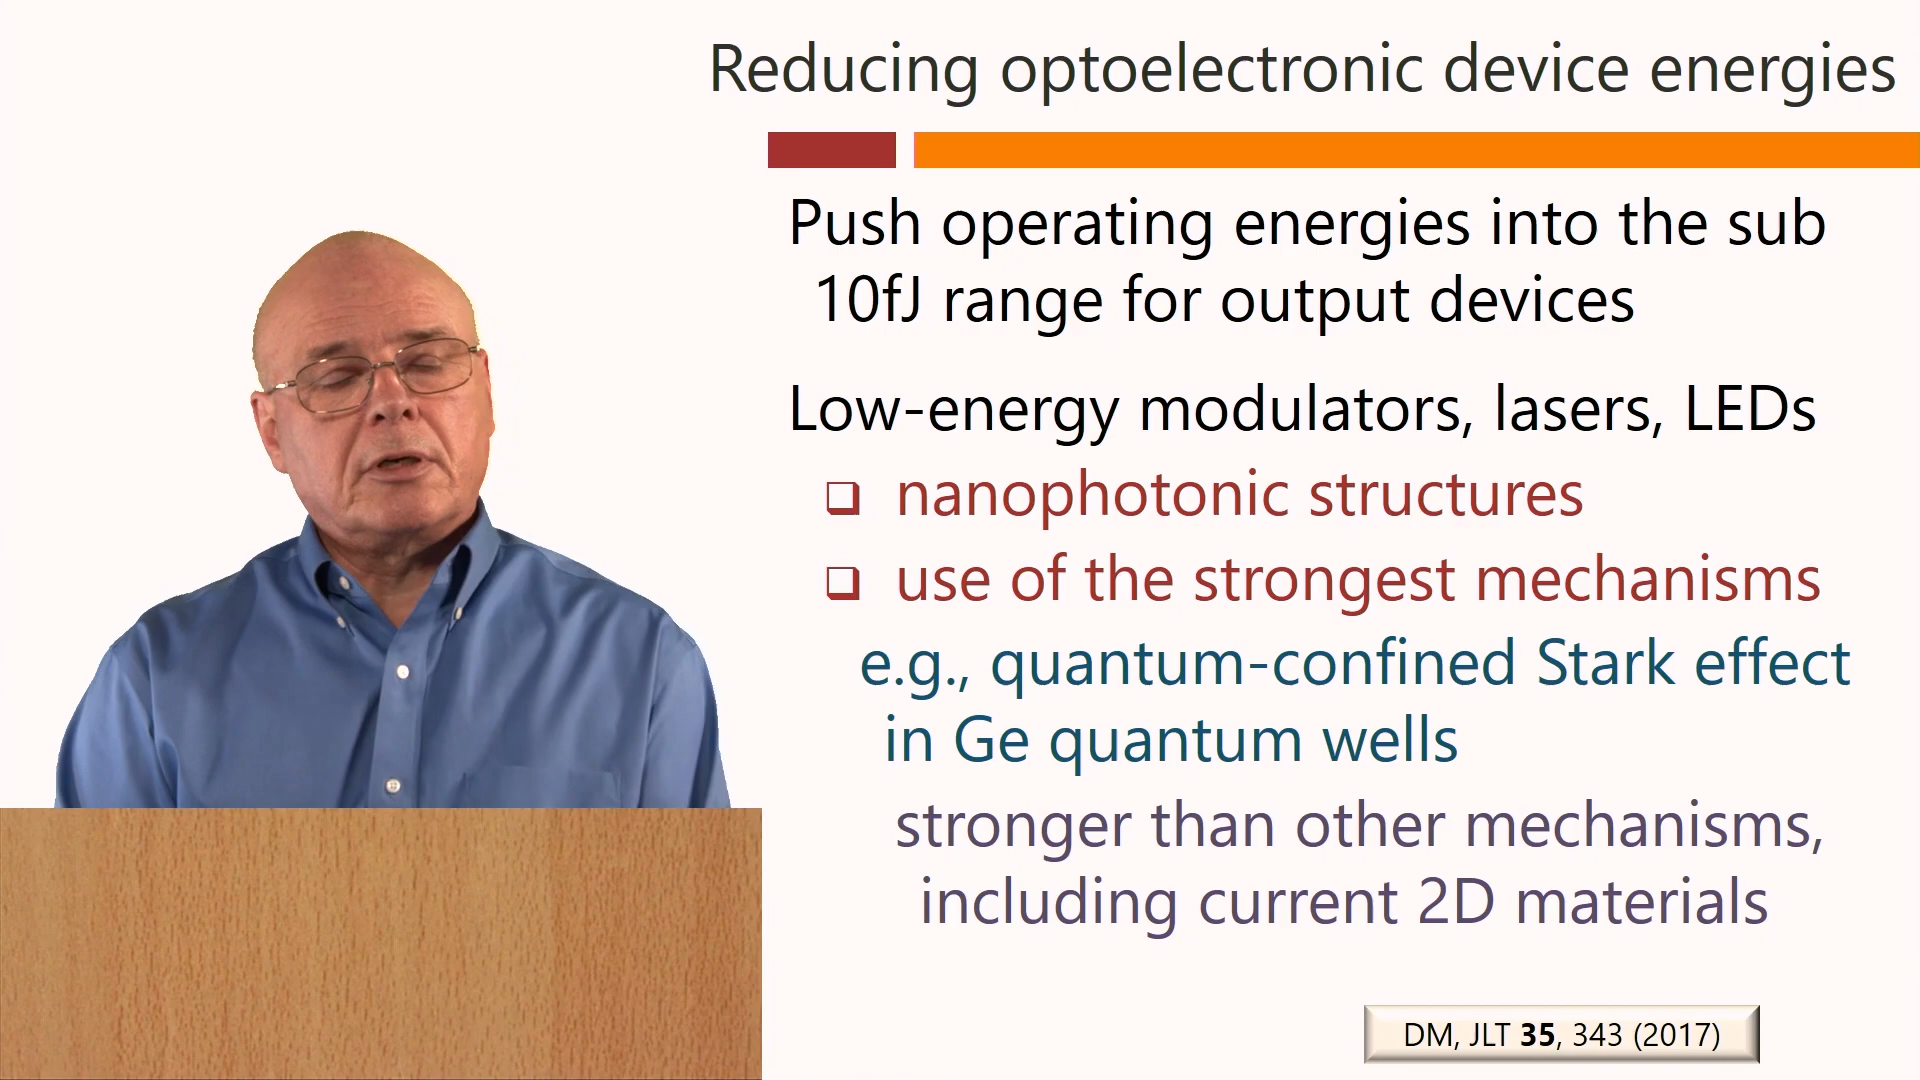 Reducing optoelectronic device energies
Push operating energies into the sub
10fJ range for output devices
Low-energy modulators, lasers, LEDs
❑ nanophotonic structures
❑ use of the strongest mechanisms
e.g., quantum-confined Stark effect
in Ge quantum wells
stronger than other mechanisms,
including current 2D materials
DM, JLT 35, 343 (2017)